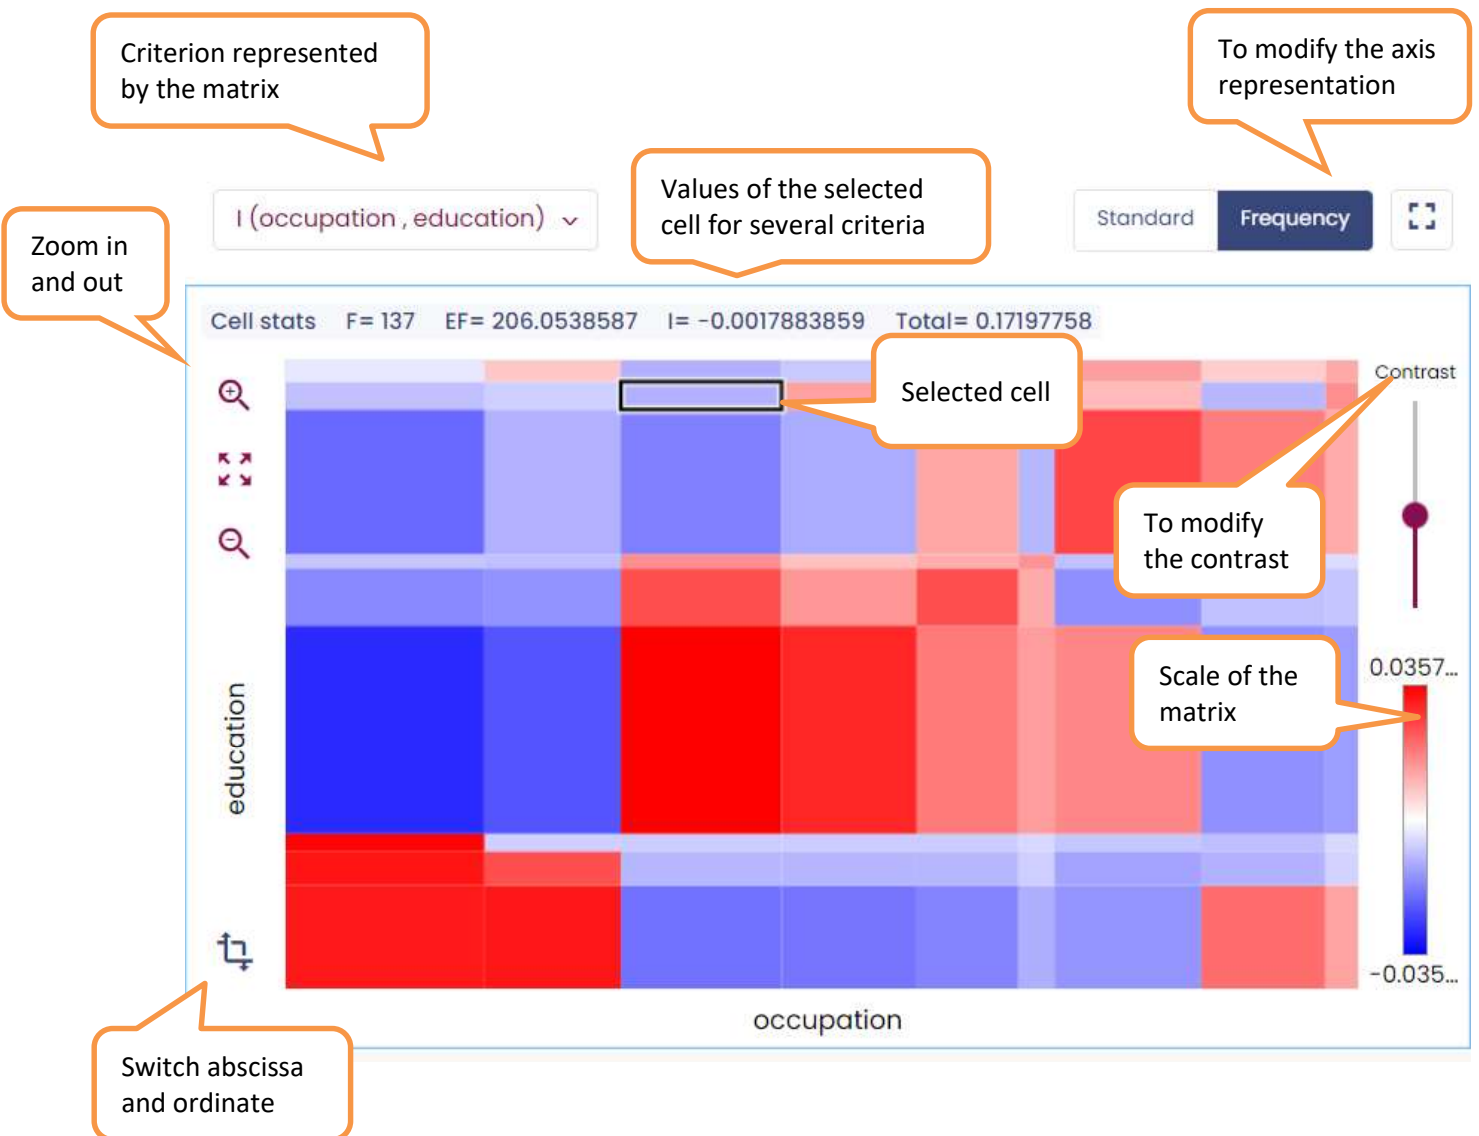 Criterion represented
by the matrix
To modify the axis
representation
Values of the selected
cell for several criteria
I (occupation , education)
Standard
Frequency
Zoom in
and out
Cell stats F= 137 EF= 206.0538587 I= -0.0017883859 Total= 0.17197758
Selected cell
Contrast
To modify
the contrast
Scale of the
matrix
0.0357...
education
-0.035...
occupation
Switch abscissa
and ordinate